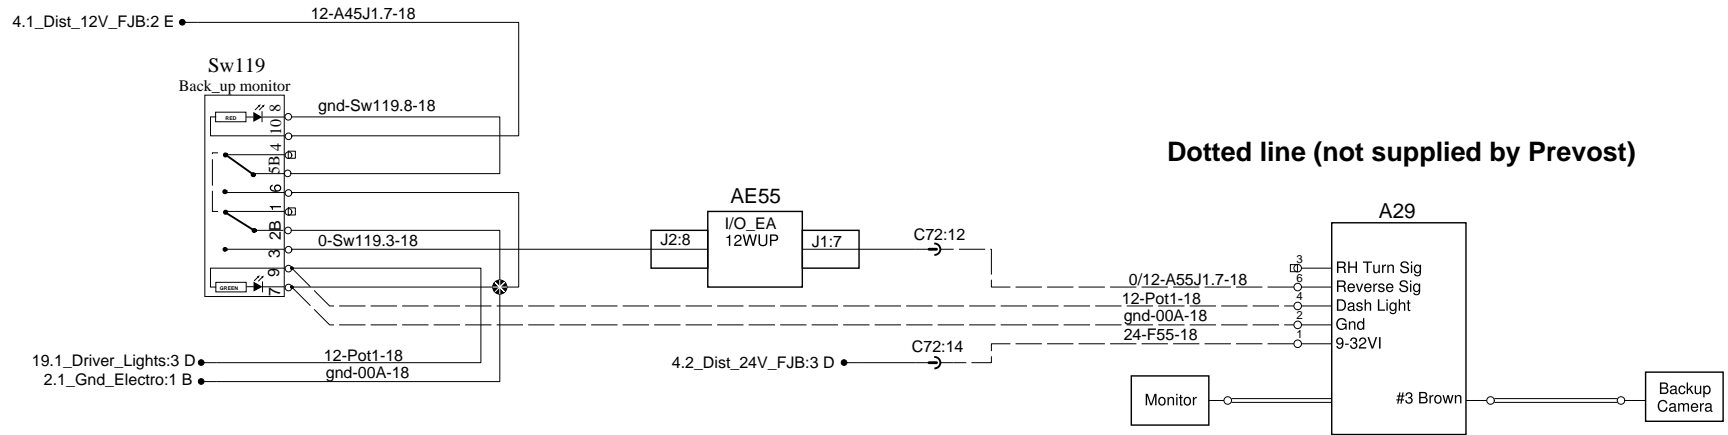 4.1_Dist_12V_FJB:2 E
12-A45J1.7-18
Sw119
Back_up monitor
RED
8
gnd-Sw119.8-18
10
4
5B
6
1
2B
3
0-Sw119.3-18
9
GREEN
7
19.1_Driver_Lights:3 D
12-Pot1-18
2.1_Gnd_Electro:1 B
gnd-00A-18
AE55
I/O_EA
12WUP
J2:8
J1:7
C72:12
Dotted line (not supplied by Prevost)
A29
3
RH Turn Sig
0/12-A55J1.7-18
6
Reverse Sig
12-Pot1-18
4
Dash Light
gnd-00A-18
2
Gnd
24-F55-18
1
9-32VI
4.2_Dist_24V_FJB:3 D
C72:14
Monitor
#3 Brown
Backup
Camera